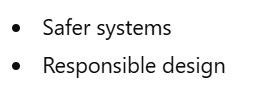 • Safer systems
• Responsible design